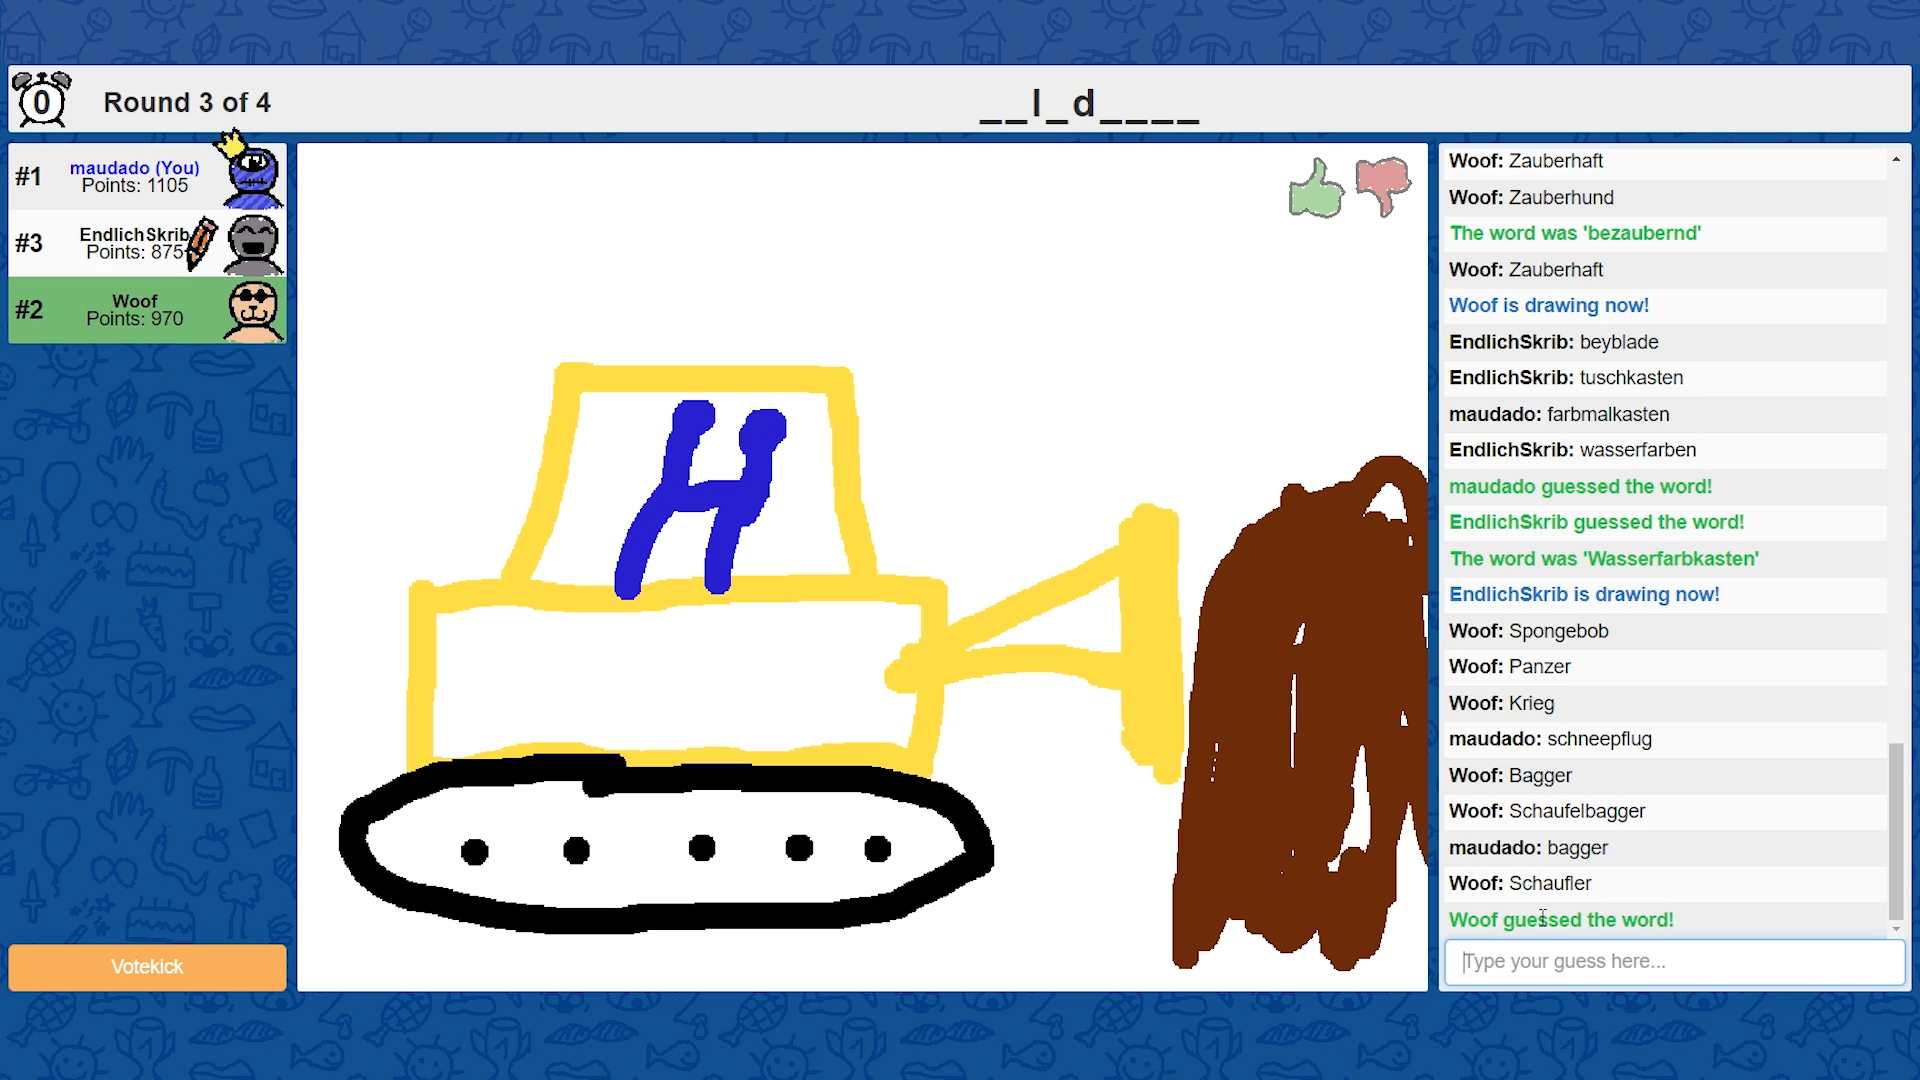 0
Round 3 of 4
__l_d____
#1
maudado (You)
Points: 1105
#3
EndlichSkrib
Points: 875
#2
Woof
Points: 970
Votekick
H
Woof: Zauberhaft
Woof: Zauberhund
The word was 'bezaubernd'
Woof: Zauberhaft
Woof is drawing now!
EndlichSkrib: beyblade
EndlichSkrib: tuschkasten
maudado: farbmalkasten
EndlichSkrib: wasserfarben
maudado guessed the word!
EndlichSkrib guessed the word!
The word was 'Wasserfarbkasten'
EndlichSkrib is drawing now!
Woof: Spongebob
Woof: Panzer
Woof: Krieg
maudado: schneepflug
Woof: Bagger
Woof: Schaufelbagger
maudado: bagger
Woof: Schaufler
Woof guessed the word!
Type your guess here...